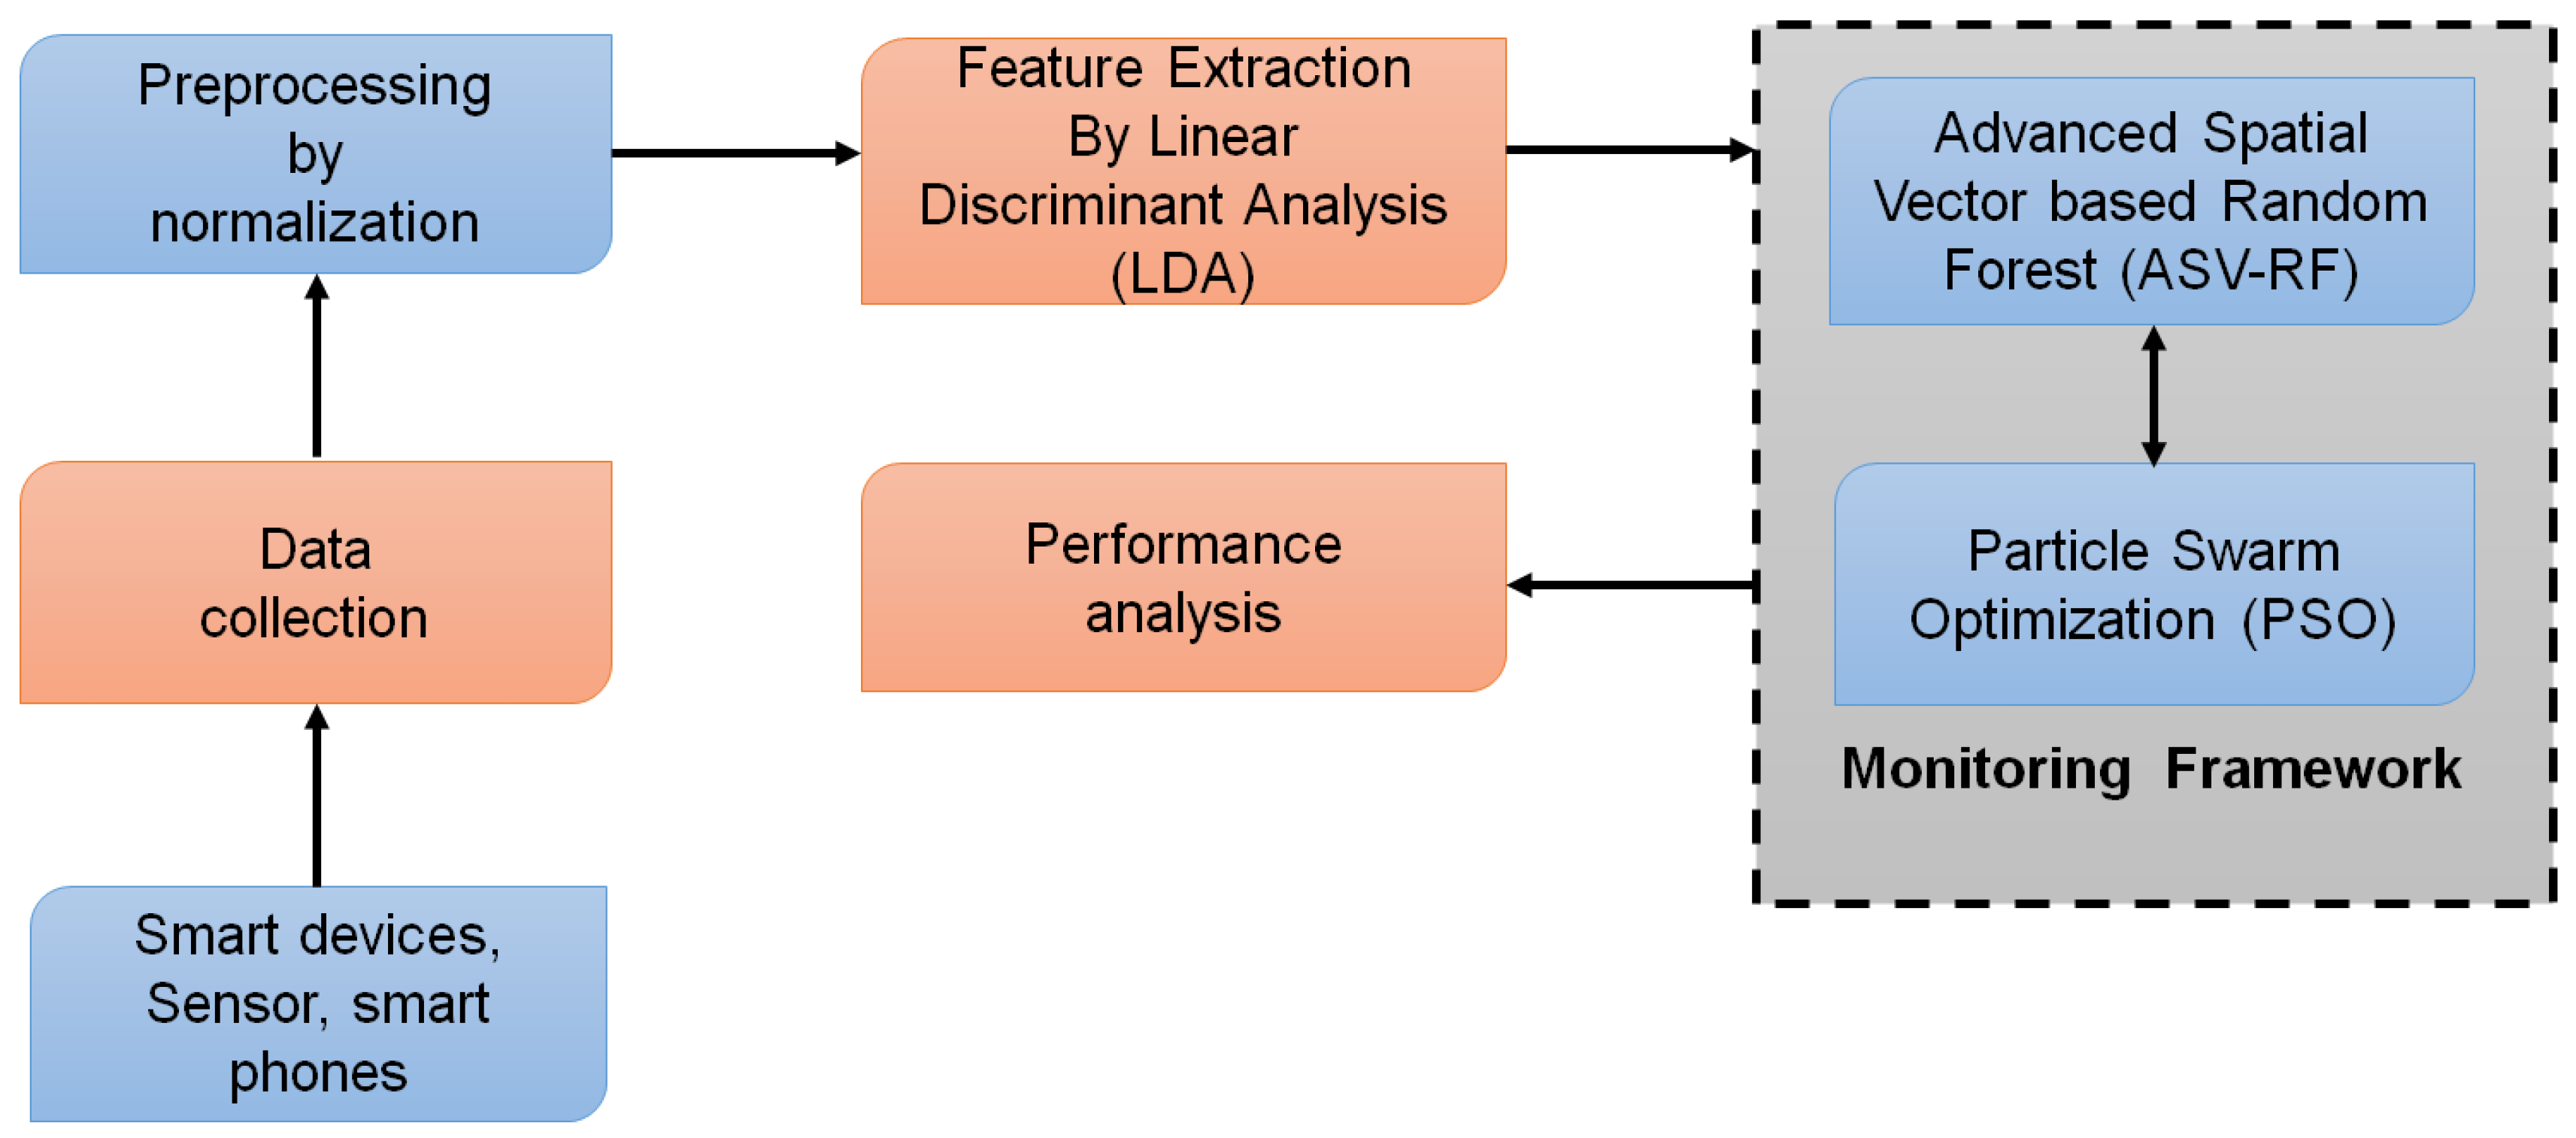 Preprocessing
by
normalization
Feature Extraction
By Linear
Discriminant Analysis
(LDA)
Advanced Spatial
Vector based Random
Forest (ASV-RF)
Data
collection
Performance
analysis
Particle Swarm
Optimization (PSO)
Monitoring Framework
Smart devices,
Sensor, smart
phones